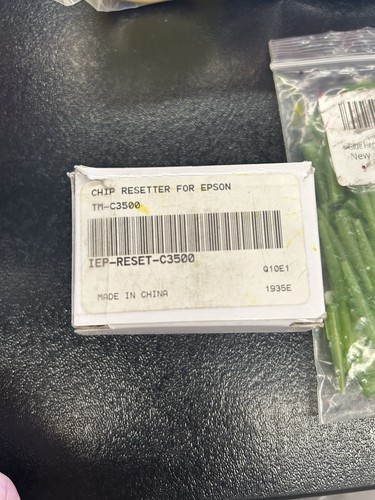 CHIP RESETTER FOR EPSON
TM-C3500
IEP-RESET-C3500
Q10E1
MADE IN CHINA
1935E
New